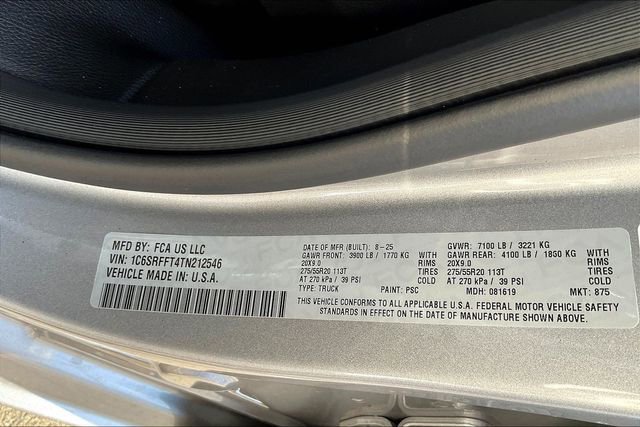 MFD BY: FCA US LLC
VIN: 1C6SRFFT4TN212546
VEHICLE MADE IN U.S.A.
DATE OF MFR (BUILT): 8-25 GVWR: 7100 LB / 3221 KG
GAWR FRONT: 3900 LB / 1770 KG WITH GAWR REAR: 4100 LB / 1860 KG WITH
20X9.0 RIMS 20X9.0 RIMS
275/55R20 113T TIRES 275/55R20 113T TIRES
AT 270 kPa / 39 PSI COLD AT 270 kPa / 39 PSI COLD
TYPE: TRUCK PAINT: PSC MDH: 081619 MKT: 875
THIS VEHICLE CONFORMS TO ALL APPLICABLE U.S.A. FEDERAL MOTOR VEHICLE SAFETY
STANDARDS IN EFFECT ON THE DATE OF MANUFACTURE SHOWN ABOVE.